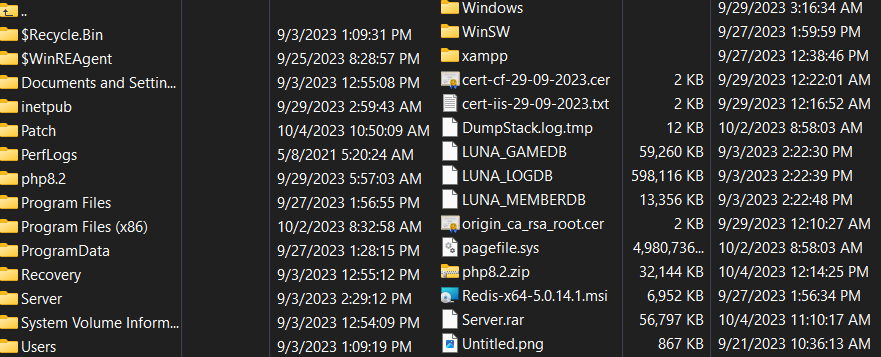 ..
$Recycle.Bin 9/3/2023 1:09:31 PM
$WinREAgent 9/25/2023 8:28:57 PM
Documents and Settin... 9/3/2023 12:55:08 PM
inetpub 9/29/2023 2:59:43 AM
Patch 10/4/2023 10:50:09 AM
PerfLogs 5/8/2021 5:20:24 AM
php8.2 9/29/2023 5:57:03 AM
Program Files 9/27/2023 1:56:55 PM
Program Files (x86) 10/2/2023 8:32:58 AM
ProgramData 9/27/2023 1:28:15 PM
Recovery 9/3/2023 12:55:12 PM
Server 9/3/2023 2:29:12 PM
System Volume Inform... 9/3/2023 12:54:09 PM
Users 9/3/2023 1:09:19 PM
Windows 9/29/2023 3:16:34 AM
WinSW 9/27/2023 1:59:59 PM
xampp 9/27/2023 12:38:46 PM
cert-cf-29-09-2023.cer 2 KB 9/29/2023 12:22:01 AM
cert-iis-29-09-2023.txt 2 KB 9/29/2023 12:16:52 AM
DumpStack.log.tmp 12 KB 10/2/2023 8:58:03 AM
LUNA_GAMEDB 59,260 KB 9/3/2023 2:22:30 PM
LUNA_LOGDB 598,116 KB 9/3/2023 2:22:39 PM
LUNA_MEMBERDB 13,356 KB 9/3/2023 2:22:48 PM
origin_ca_rsa_root.cer 2 KB 9/29/2023 12:10:27 AM
pagefile.sys 4,980,736... 10/2/2023 8:58:03 AM
php8.2.zip 32,144 KB 10/4/2023 12:14:25 PM
Redis-x64-5.0.14.1.msi 6,952 KB 9/27/2023 1:56:34 PM
Server.rar 56,797 KB 10/4/2023 11:10:17 AM
Untitled.png 867 KB 9/21/2023 10:36:13 AM